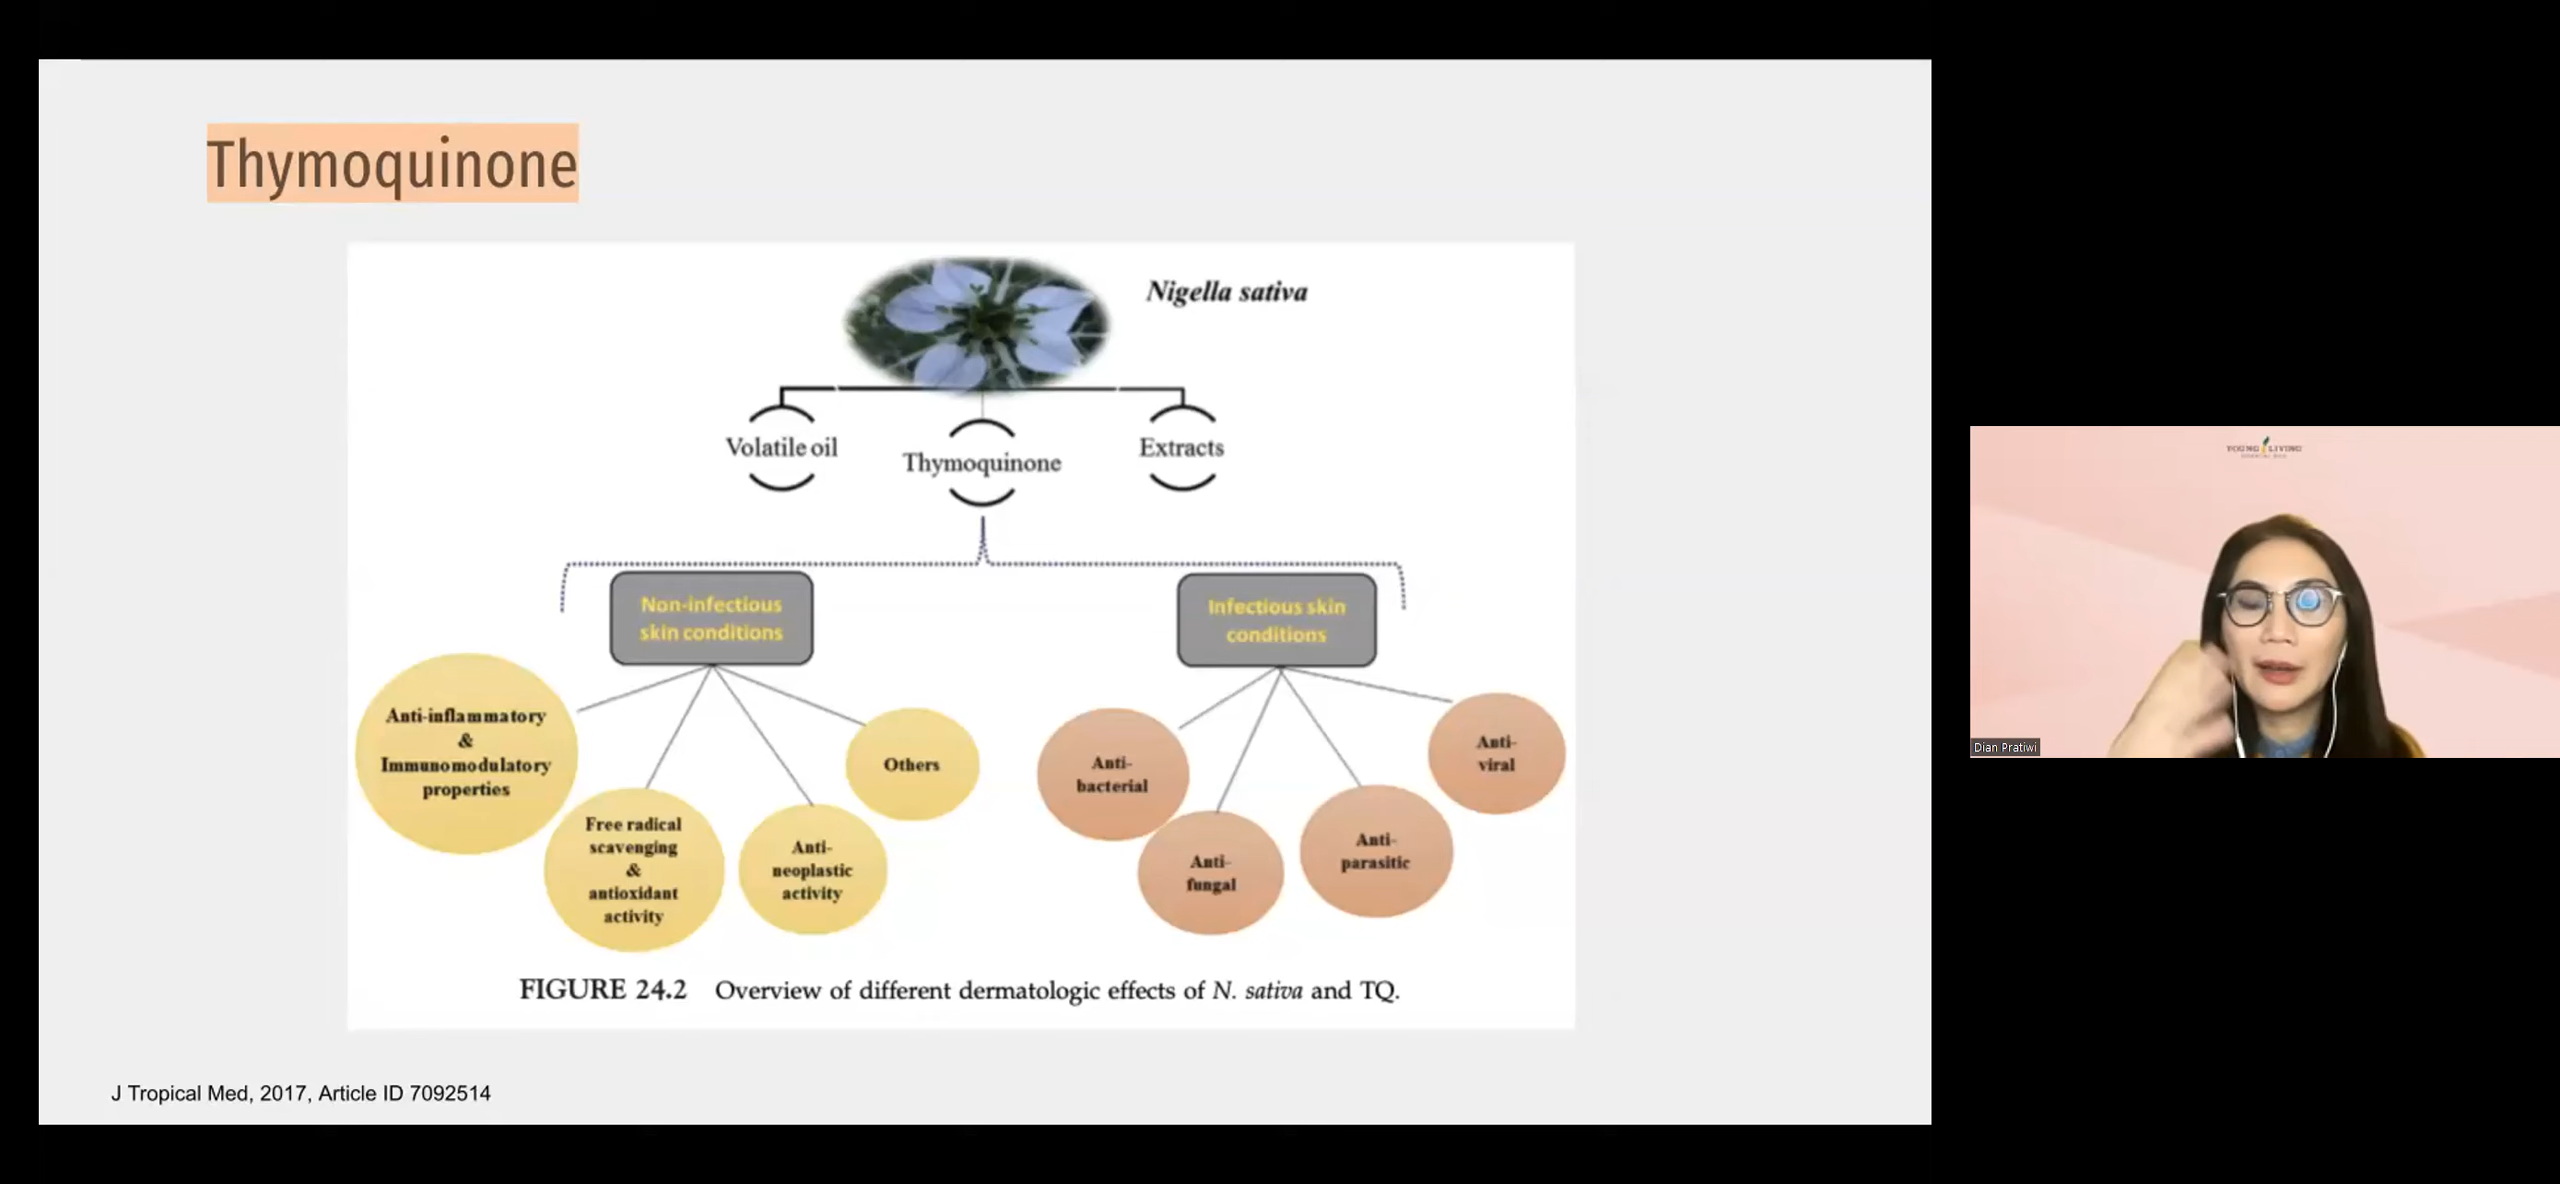 Thymoquinone
Nigella sativa
Volatile oil
Thymoquinone
Extracts
Non-infectious
skin conditions
Infectious skin
conditions
Anti-inflammatory
&
Immunomodulatory
properties
Free radical
scavenging
&
antioxidant
activity
Anti-
neoplastic
activity
Others
Anti-
bacterial
Anti-
fungal
Anti-
parasitic
Anti-
viral
FIGURE 24.2 Overview of different dermatologic effects of N. sativa and TQ.
J Tropical Med, 2017, Article ID 7092514
YOUNG LIVING
Dian Pratiwi